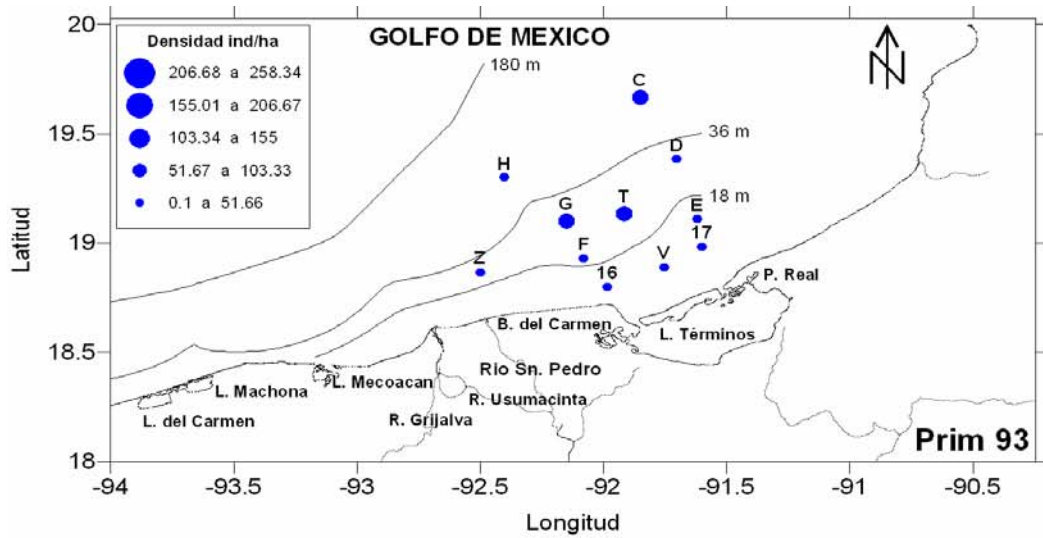 GOLFO DE MEXICO
Densidad ind/ha
206.68 a 258.34
155.01 a 206.67
103.34 a 155
51.67 a 103.33
0.1 a 51.66
180 m
36 m
18 m
N
C
D
H
T
G
E
17
F
V
Z
16
P. Real
B. del Carmen
L. Términos
Rio Sn. Pedro
L. Mecoacan
L. Machona
R. Usumacinta
R. Grijalva
L. del Carmen
Prim 93
20
19.5
19
18.5
18
Latitud
-94
-93.5
-93
-92.5
-92
-91.5
-91
-90.5
Longitud